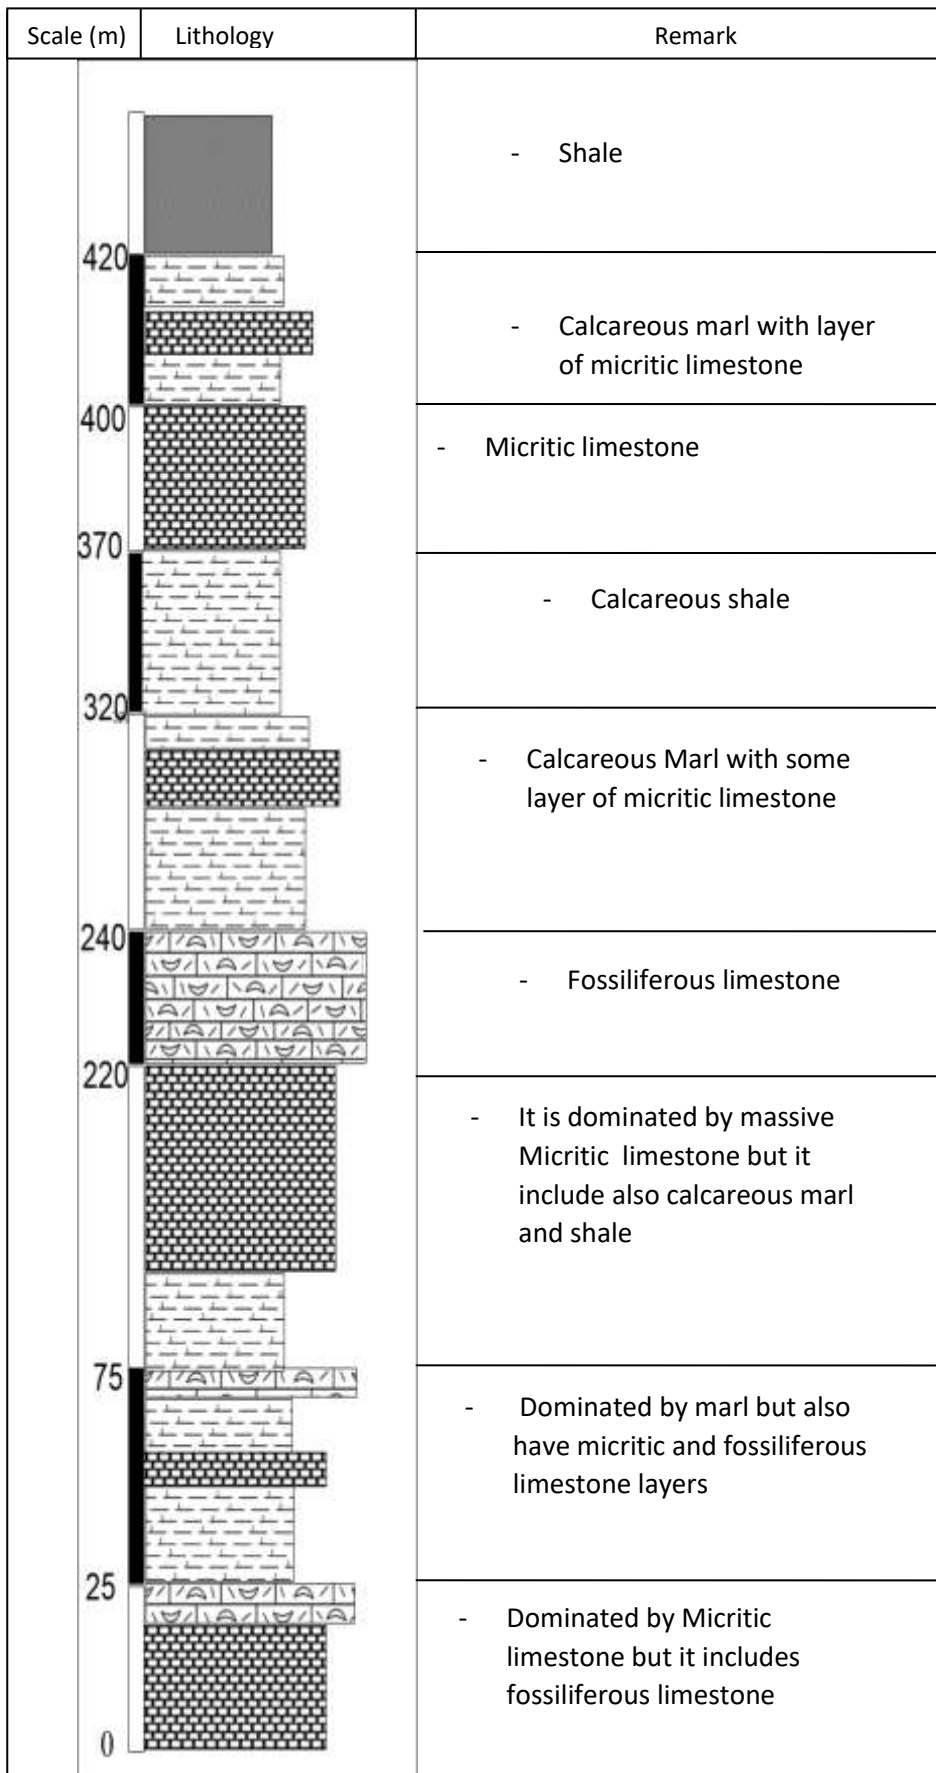 Scale (m) Lithology Remark
- Shale
420
- Calcareous marl with layer
of micritic limestone
400
- Micritic limestone
370
- Calcareous shale
320
- Calcareous Marl with some
layer of micritic limestone
240
- Fossiliferous limestone
220
- It is dominated by massive
Micritic limestone but it
include also calcareous marl
and shale
75
- Dominated by marl but also
have micritic and fossiliferous
limestone layers
25
- Dominated by Micritic
limestone but it includes
fossiliferous limestone
0